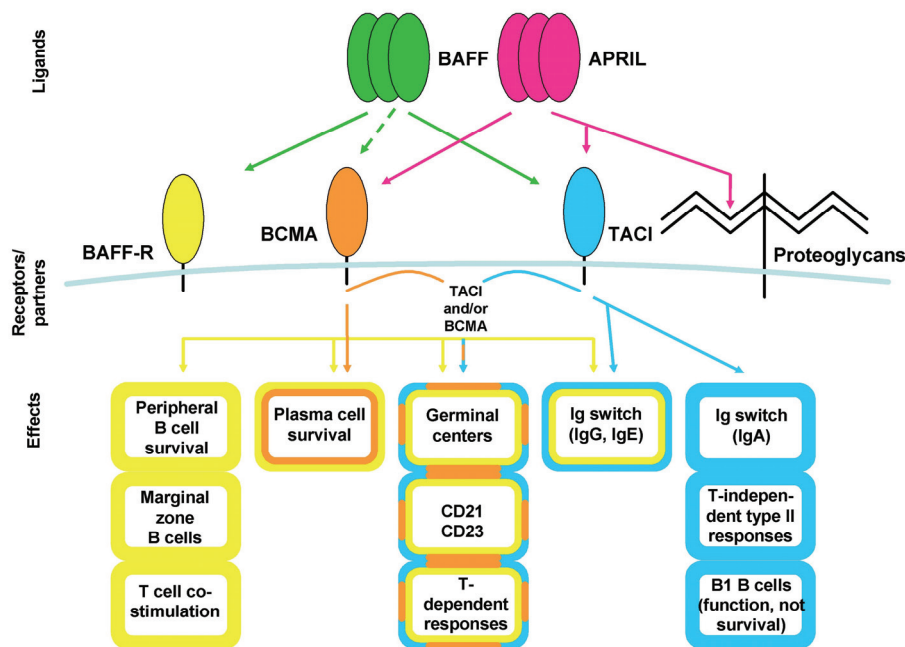 Ligands
BAFF
APRIL
Receptors/
partners
BAFF-R
BCMA
TACI
Proteoglycans
TACI
and/or
BCMA
Effects
Peripheral
B cell
survival
Plasma cell
survival
Germinal
centers
Ig switch
(IgG, IgE)
Ig switch
(IgA)
Marginal
zone
B cells
CD21
CD23
T-indepen-
dent type II
responses
T cell co-
stimulation
T-
dependent
responses
B1 B cells
(function, not
survival)